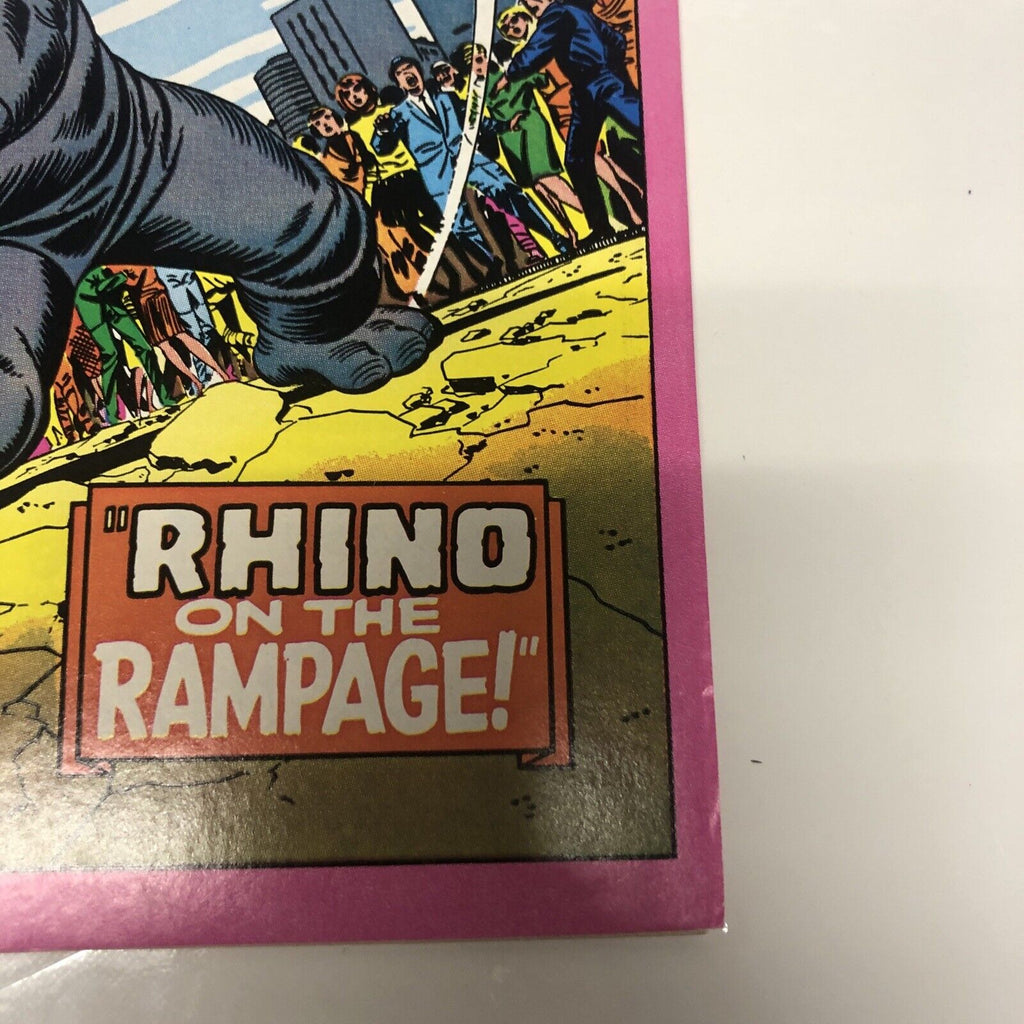 "RHINO
ON THE
RAMPAGE!"